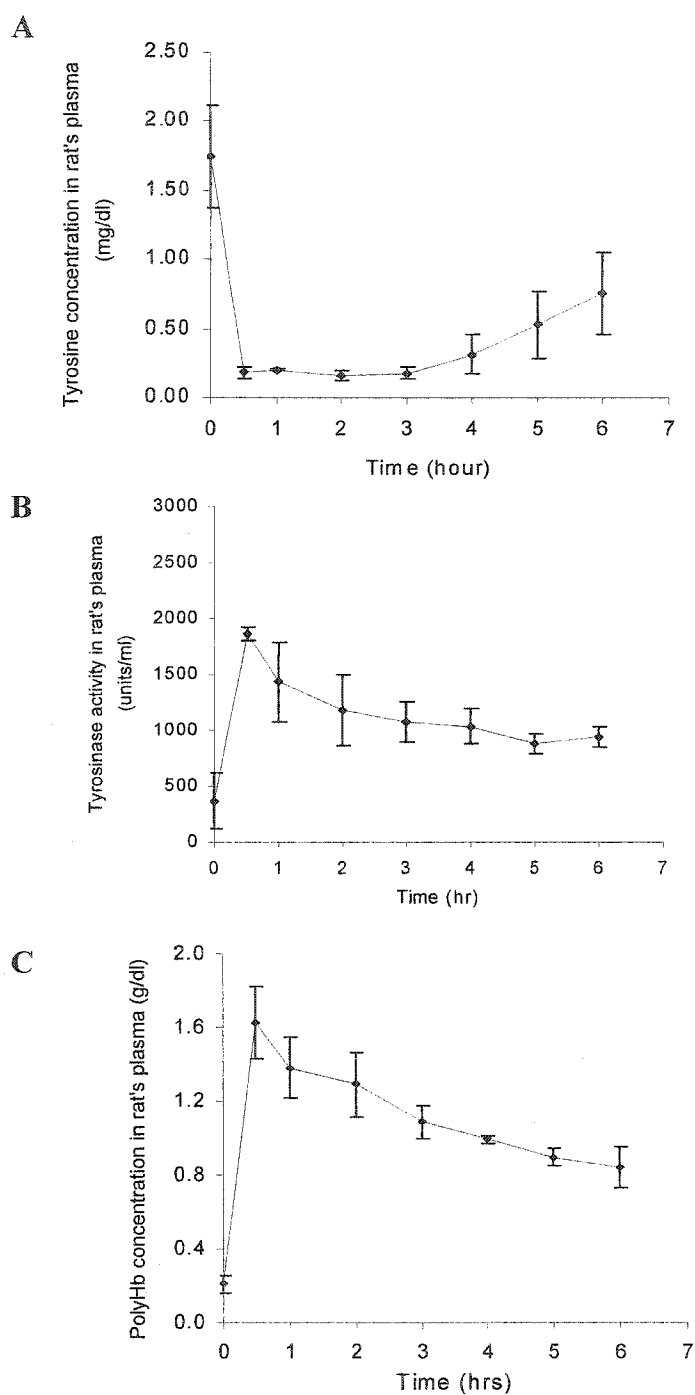 A
Tyrosine concentration in rat's plasma
(mg/dl)
2.50
2.00
1.50
1.00
0.50
0.00
0 1 2 3 4 5 6 7
Time (hour)
B
Tyrosinase activity in rat's plasma
(units/ml)
3000
2500
2000
1500
1000
500
0
0 1 2 3 4 5 6 7
Time (hr)
C
PolyHb concentration in rat's plasma (g/dl)
2.0
1.6
1.2
0.8
0.4
0.0
0 1 2 3 4 5 6 7
Time (hrs)